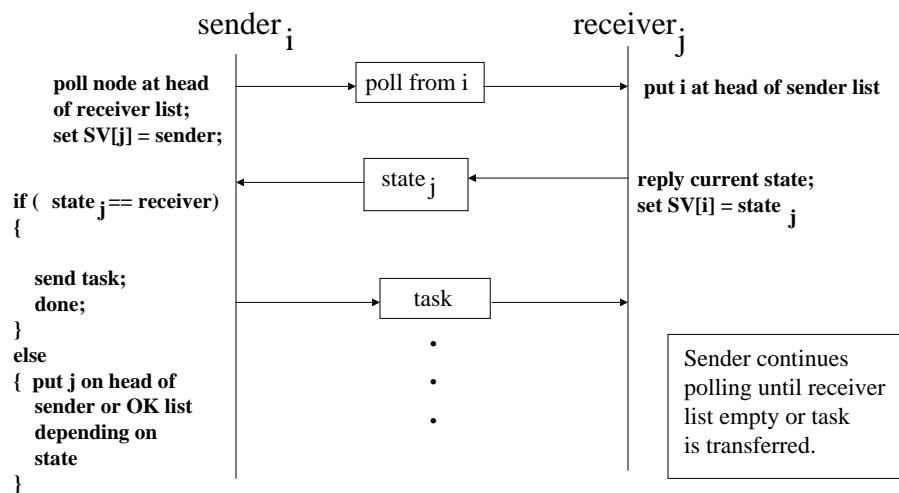 sender i
receiver j
poll node at head
of receiver list;
set SV[j] = sender;
poll from i
put i at head of sender list
state j
reply current state;
set SV[i] = state j
if ( state j == receiver)
{
send task;
done;
}
else
{ put j on head of
sender or OK list
depending on
state
}
task
Sender continues
polling until receiver
list empty or task
is transferred.